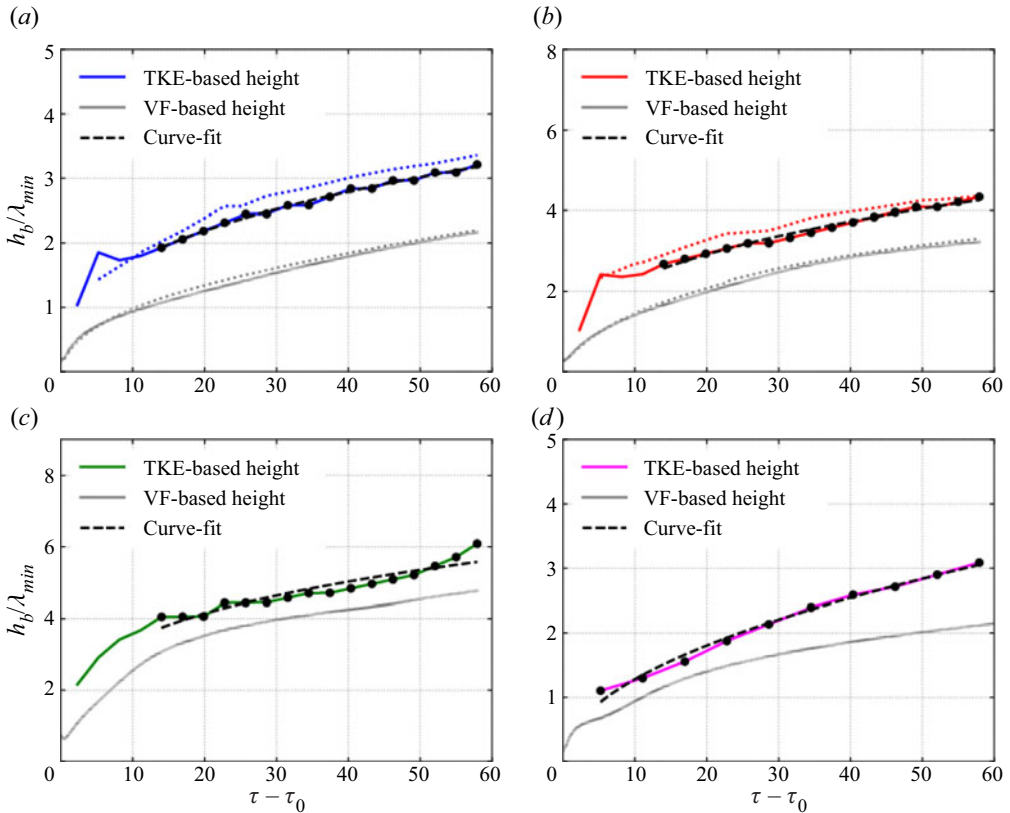 (a)
5
4
3
2
1
0
10
20
30
40
50
60
h_b/λ_min
TKE-based height
VF-based height
Curve-fit
(b)
8
6
4
2
0
10
20
30
40
50
60
TKE-based height
VF-based height
Curve-fit
(c)
8
6
4
2
0
10
20
30
40
50
60
h_b/λ_min
τ − τ_0
TKE-based height
VF-based height
Curve-fit
(d)
5
4
3
2
1
0
10
20
30
40
50
60
τ − τ_0
TKE-based height
VF-based height
Curve-fit